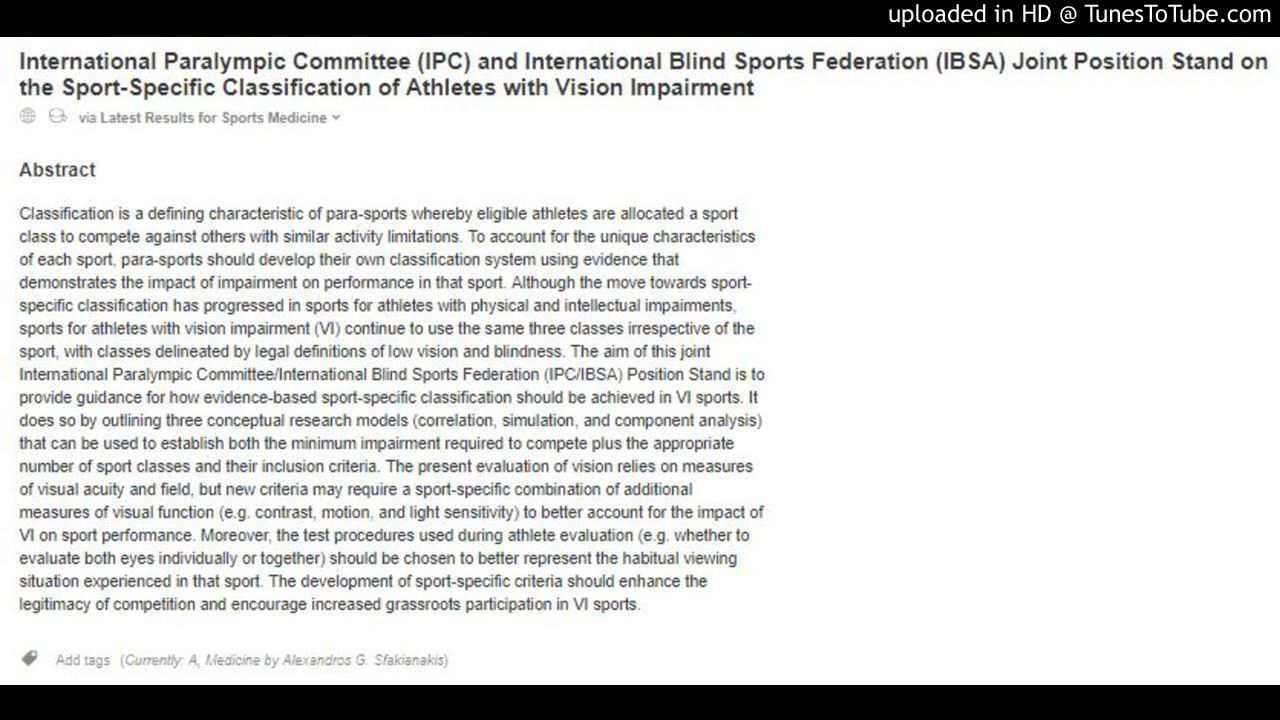 uploaded in HD @ TunesToTube.com
International Paralympic Committee (IPC) and International Blind Sports Federation (IBSA) Joint Position Stand on
the Sport-Specific Classification of Athletes with Vision Impairment
via Latest Results for Sports Medicine
Abstract
Classification is a defining characteristic of para-sports whereby eligible athletes are allocated a sport
class to compete against others with similar activity limitations. To account for the unique characteristics
of each sport, para-sports should develop their own classification system using evidence that
demonstrates the impact of impairment on performance in that sport. Although the move towards sport-
specific classification has progressed in sports for athletes with physical and intellectual impairments,
sports for athletes with vision impairment (VI) continue to use the same three classes irrespective of the
sport, with classes delineated by legal definitions of low vision and blindness. The aim of this joint
International Paralympic Committee/International Blind Sports Federation (IPC/IBSA) Position Stand is to
provide guidance for how evidence-based sport-specific classification should be achieved in VI sports. It
does so by outlining three conceptual research models (correlation, simulation, and component analysis)
that can be used to establish both the minimum impairment required to compete plus the appropriate
number of sport classes and their inclusion criteria. The present evaluation of vision relies on measures
of visual acuity and field, but new criteria may require a sport-specific combination of additional
measures of visual function (e.g. contrast, motion, and light sensitivity) to better account for the impact of
VI on sport performance. Moreover, the test procedures used during athlete evaluation (e.g. whether to
evaluate both eyes individually or together) should be chosen to better represent the habitual viewing
situation experienced in that sport. The development of sport-specific criteria should enhance the
legitimacy of competition and encourage increased grassroots participation in VI sports.
Add tags (Currently: A, Medicine by Alexandros G. Sfakianakis)